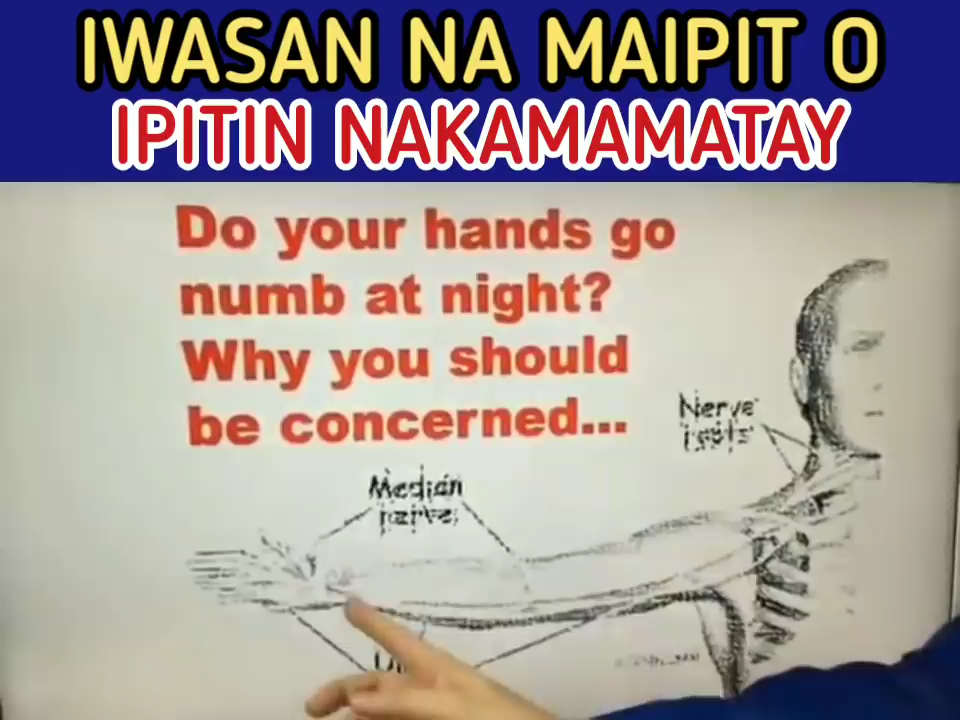 IWASAN NA MAIPIT O
IPITIN NAKAMAMATAY
Do your hands go
numb at night?
Why you should
be concerned...
Nerve
roots
Median
nerve